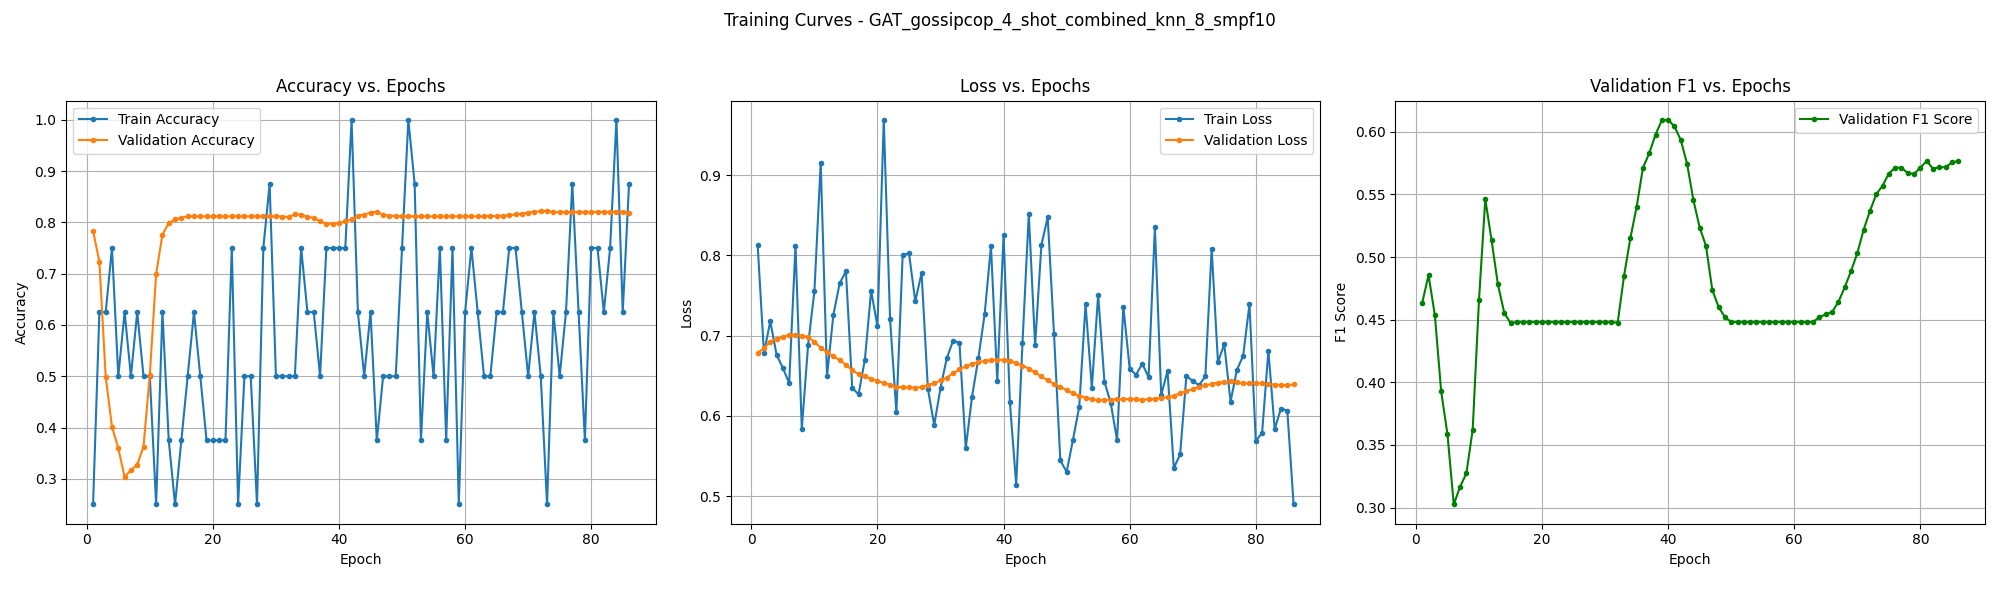 Training Curves - GAT_gossipcop_4_shot_combined_knn_8_smpf10
Accuracy vs. Epochs
Train Accuracy
Validation Accuracy
1.0
0.9
0.8
0.7
0.6
0.5
0.4
0.3
Accuracy
0 20 40 60 80
Epoch
Loss vs. Epochs
Train Loss
Validation Loss
0.9
0.8
0.7
0.6
0.5
Loss
0 20 40 60 80
Epoch
Validation F1 vs. Epochs
Validation F1 Score
0.60
0.55
0.50
0.45
0.40
0.35
0.30
F1 Score
0 20 40 60 80
Epoch